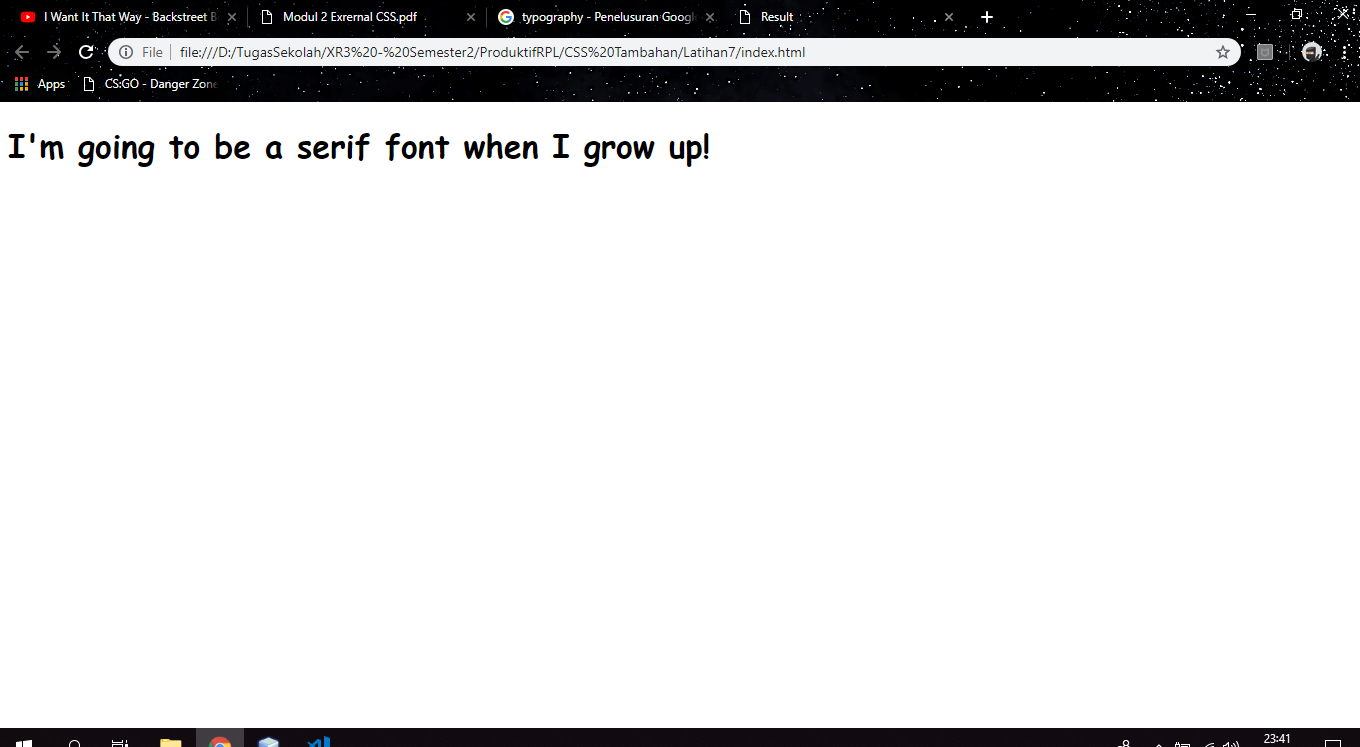 I Want It That Way - Backstreet B
Modul 2 Exrernal CSS.pdf
typography - Penelusuran Googl
Result
File
file:///D:/TugasSekolah/XR3%20-%20Semester2/ProduktifRPL/CSS%20Tambahan/Latihan7/index.html
Apps
CS:GO - Danger Zone
I'm going to be a serif font when I grow up!
23:41